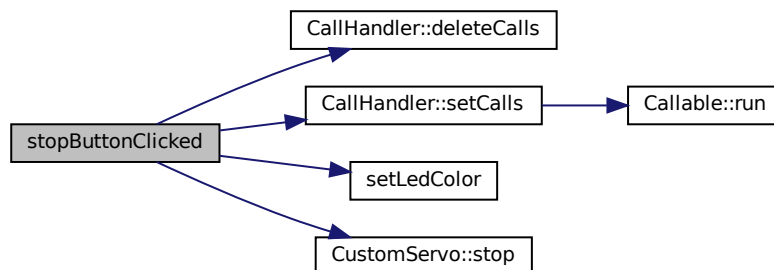 CallHandler::deleteCalls
CallHandler::setCalls
Callable::run
stopButtonClicked
setLedColor
CustomServo::stop